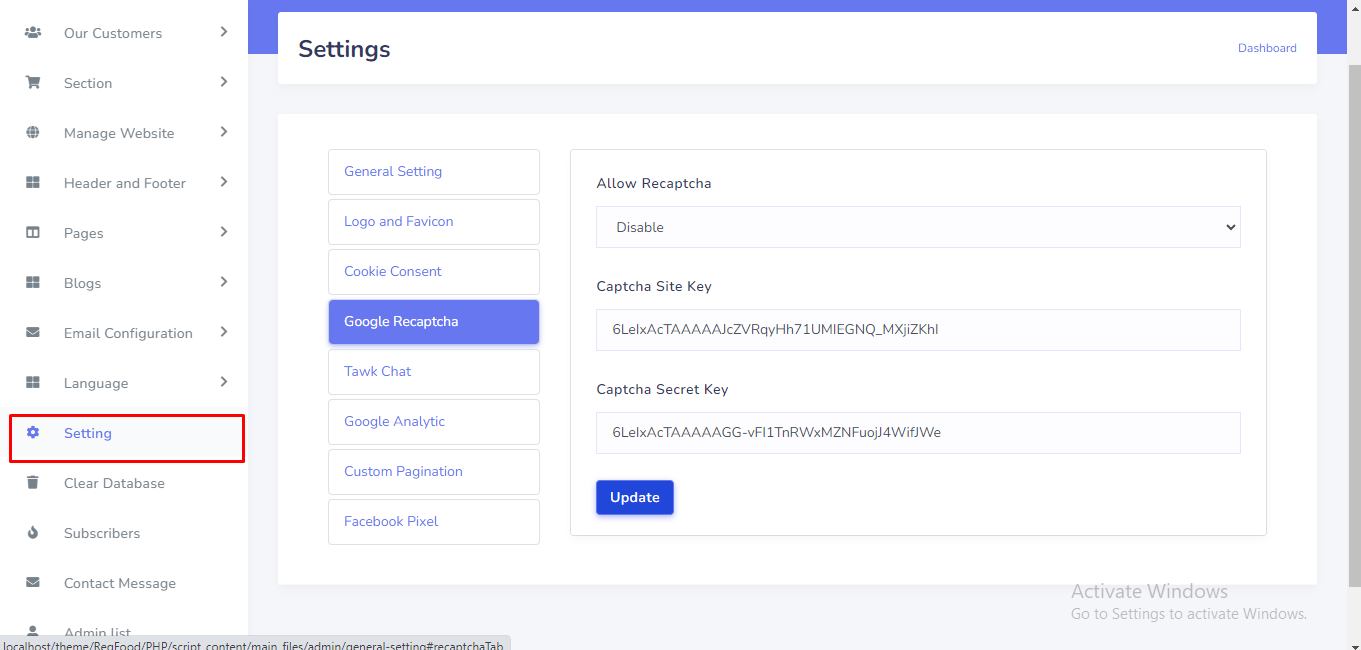 Our Customers
Section
Manage Website
Header and Footer
Pages
Blogs
Email Configuration
Language
Setting
Clear Database
Subscribers
Contact Message
Admin list
Settings
Dashboard
General Setting
Logo and Favicon
Cookie Consent
Google Recaptcha
Tawk Chat
Google Analytic
Custom Pagination
Facebook Pixel
Allow Recaptcha
Disable
Captcha Site Key
6LeIxAcTAAAAAJcZVRqyHh71UMIEGNQ_MXjiZKhI
Captcha Secret Key
6LeIxAcTAAAAAGG-vFI1TnRWxMZNFuojJ4WifJWe
Update
Activate Windows
Go to Settings to activate Windows.
localhost/theme/RegFood/PHP/script_content/main_files/admin/general-setting#recaptchaTab